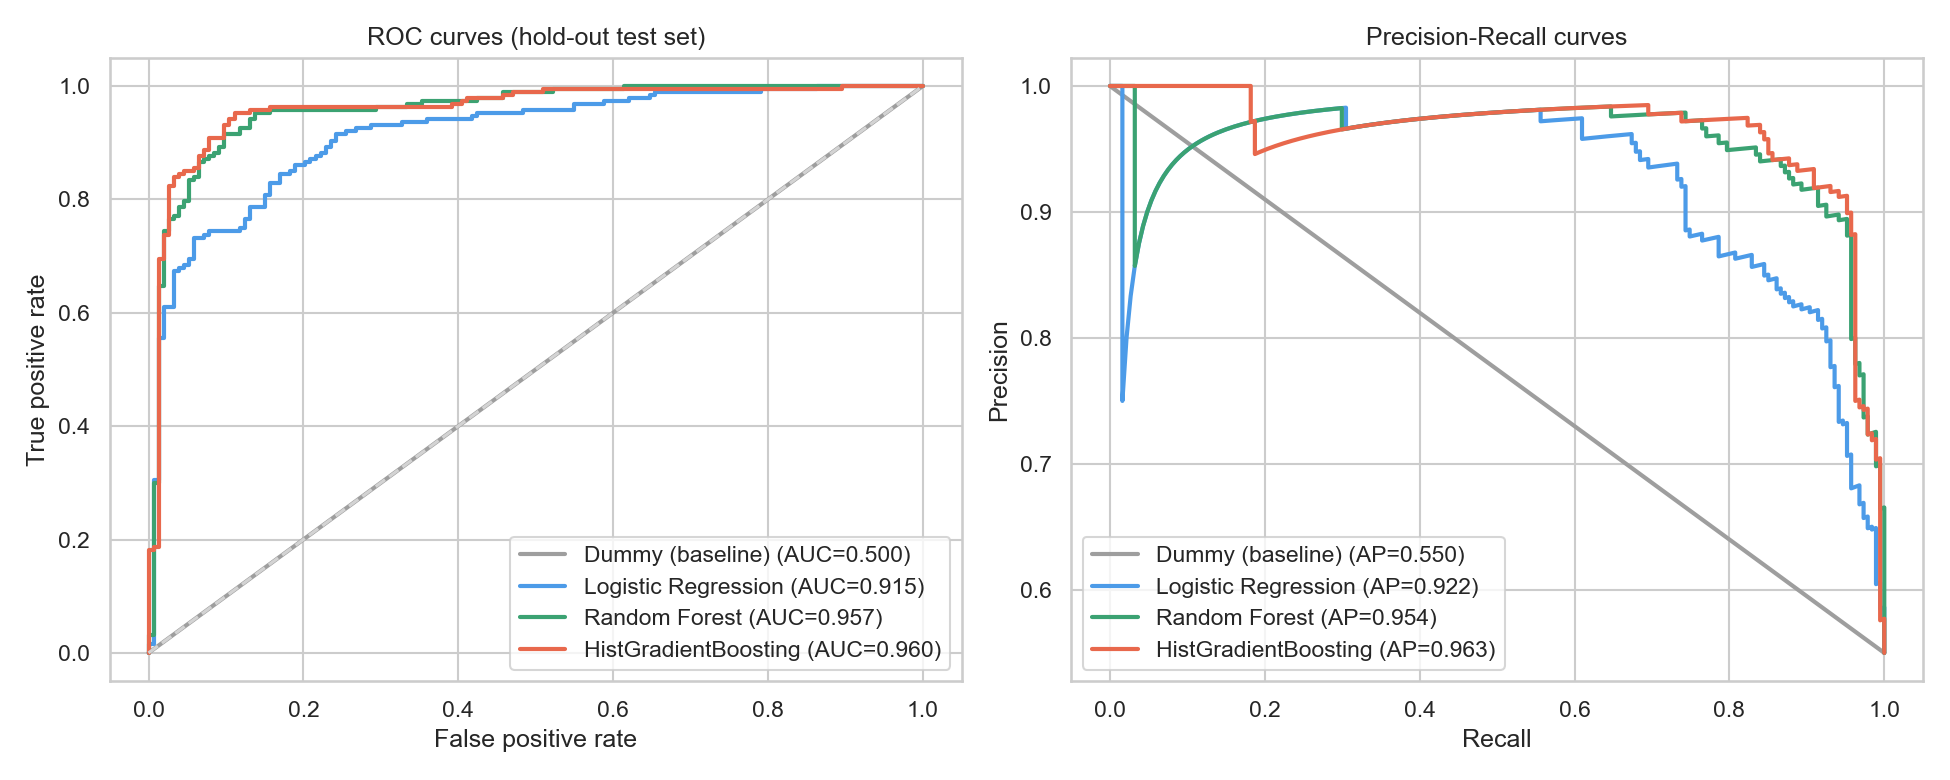 ROC curves (hold-out test set)
True positive rate
1.0
0.8
0.6
0.4
0.2
0.0
Dummy (baseline) (AUC=0.500)
Logistic Regression (AUC=0.915)
Random Forest (AUC=0.957)
HistGradientBoosting (AUC=0.960)
0.0 0.2 0.4 0.6 0.8 1.0
False positive rate
Precision-Recall curves
Precision
1.0
0.9
0.8
0.7
0.6
Dummy (baseline) (AP=0.550)
Logistic Regression (AP=0.922)
Random Forest (AP=0.954)
HistGradientBoosting (AP=0.963)
0.0 0.2 0.4 0.6 0.8 1.0
Recall